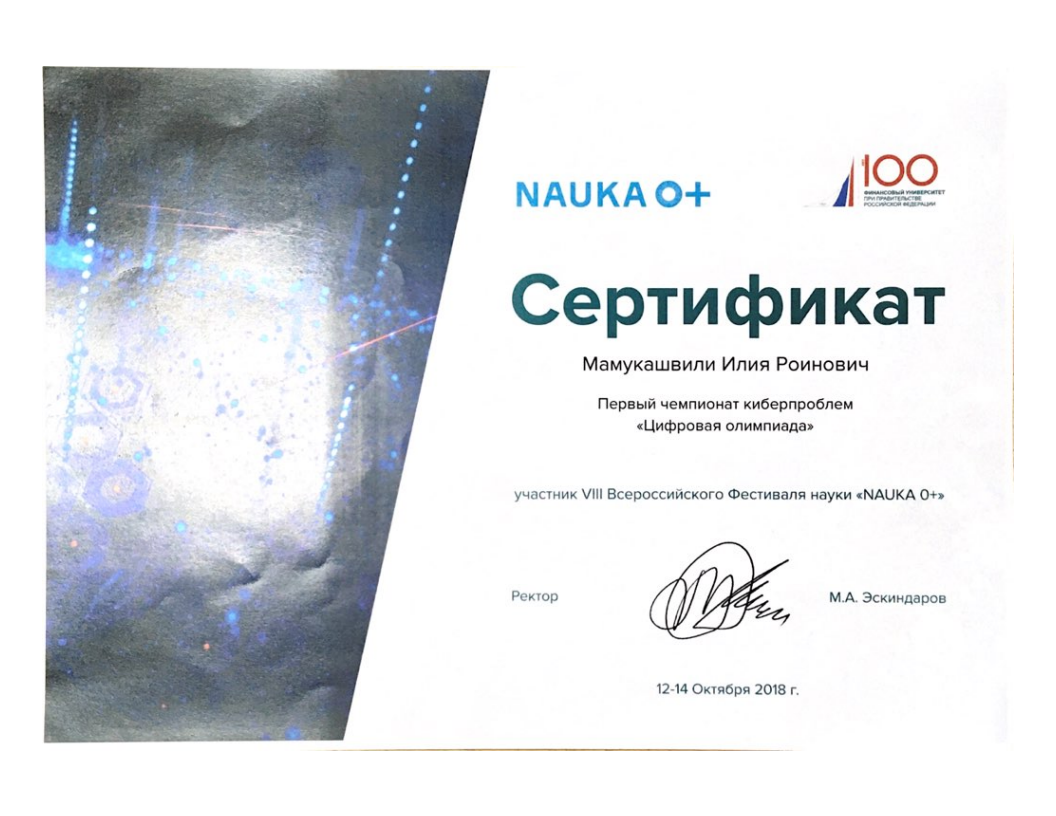 NAUKA 0+
100
ФИНАНСОВЫЙ УНИВЕРСИТЕТ
ПРИ ПРАВИТЕЛЬСТВЕ
РОССИЙСКОЙ ФЕДЕРАЦИИ
Сертификат
Мамукашвили Илия Роинович
Первый чемпионат киберпроблем
«Цифровая олимпиада»
участник VIII Всероссийского Фестиваля науки «NAUKA 0+»
Ректор
М.А. Эскиндаров
12-14 Октября 2018 г.